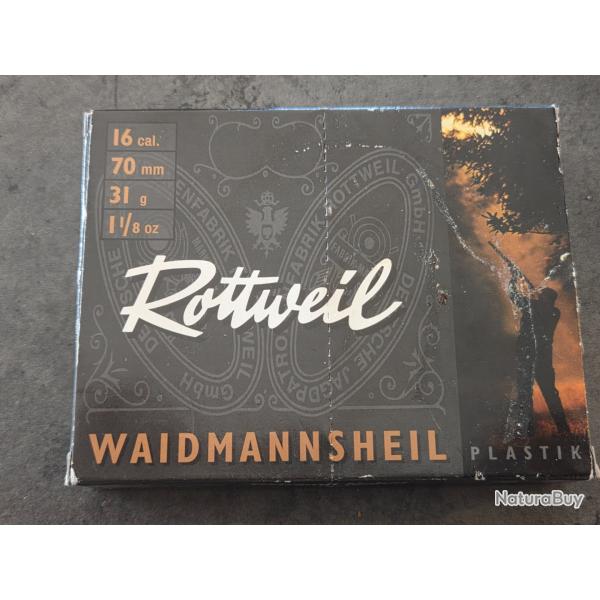 16 cal.
70 mm
31 g
1 1/8 oz
Rottweil
WAIDMANNSHEIL
PLASTIK
NaturaBuy